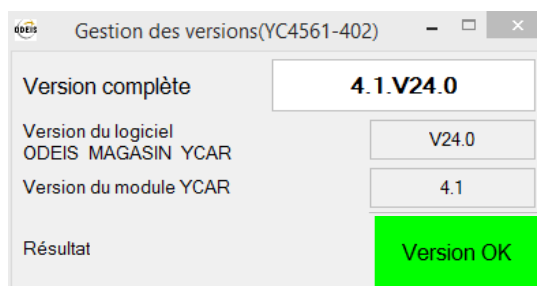 ODEIS
Gestion des versions(YC4561-402)
Version complète
4.1.V24.0
Version du logiciel
ODEIS MAGASIN YCAR
V24.0
Version du module YCAR
4.1
Résultat
Version OK